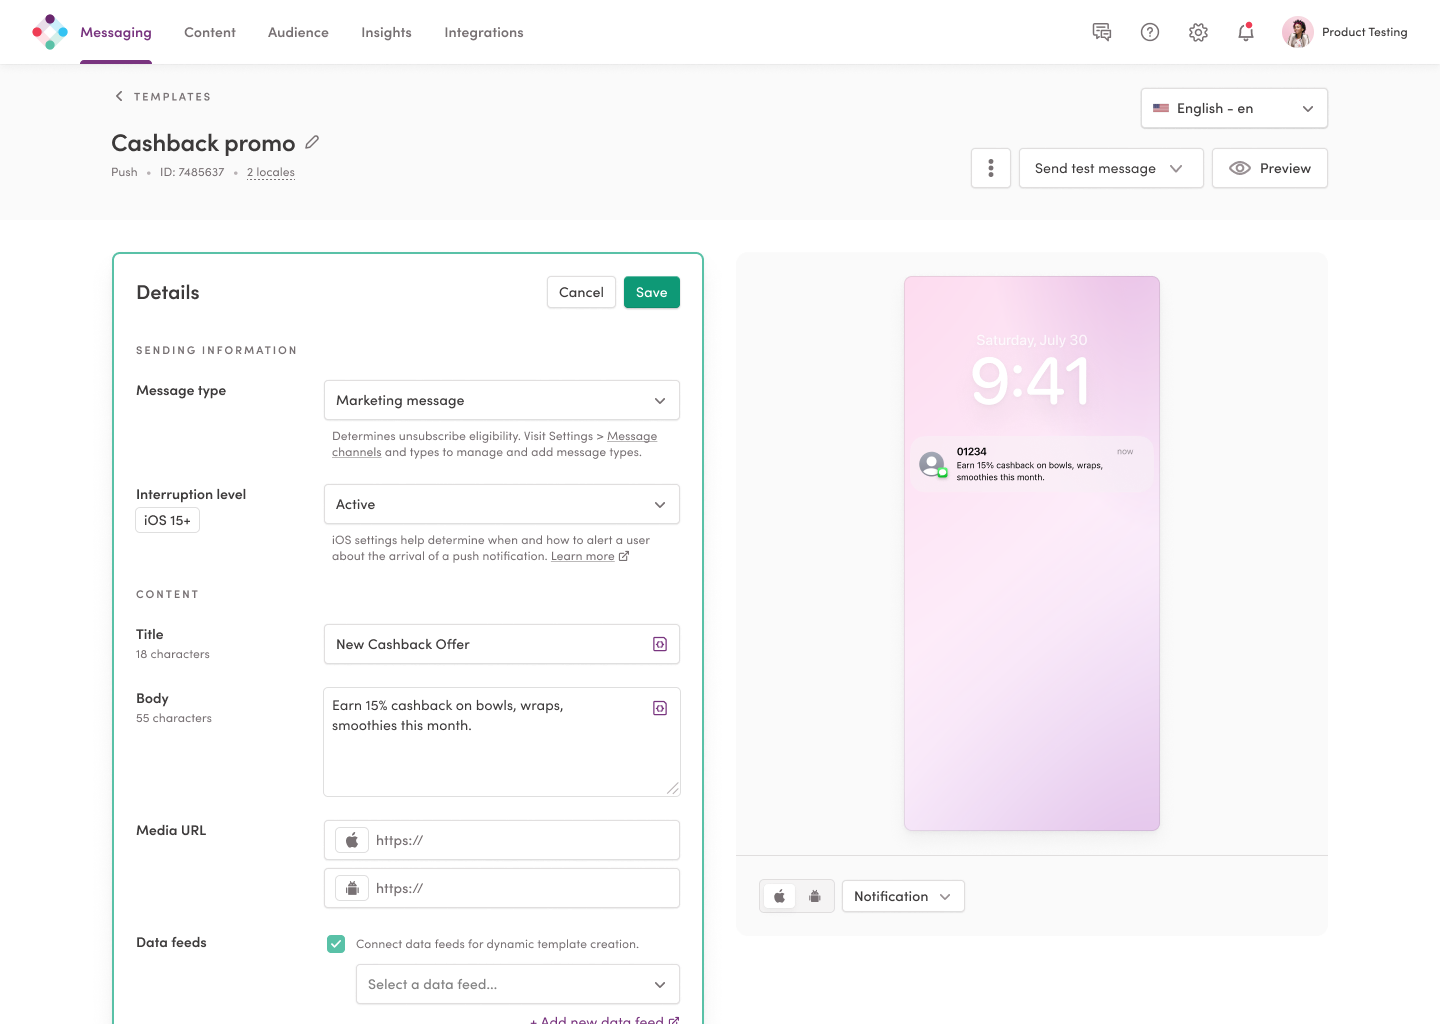 Messaging
Content
Audience
Insights
Integrations
Product Testing
TEMPLATES
English - en
Cashback promo
Push • ID: 7485637 • 2 locales
Send test message
Preview
Details
Cancel
Save
SENDING INFORMATION
Message type
Marketing message
Determines unsubscribe eligibility. Visit Settings > Message
channels and types to manage and add message types.
Interruption level
iOS 15+
Active
iOS settings help determine when and how to alert a user
about the arrival of a push notification. Learn more
CONTENT
Title
18 characters
New Cashback Offer
Body
55 characters
Earn 15% cashback on bowls, wraps,
smoothies this month.
Media URL
https://
https://
Data feeds
Connect data feeds for dynamic template creation.
Select a data feed...
+ Add new data feed
Saturday, July 30
9:41
01234
now
Earn 15% cashback on bowls, wraps,
smoothies this month.
Notification